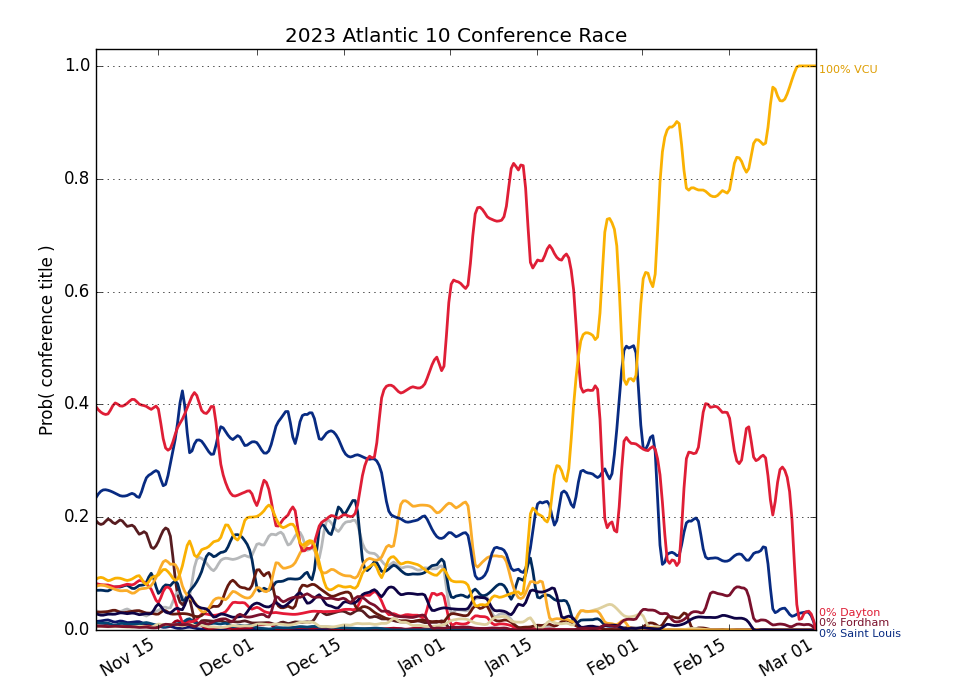 2023 Atlantic 10 Conference Race
Prob( conference title )
1.0
0.8
0.6
0.4
0.2
0.0
100% VCU
0% Dayton
0% Fordham
0% Saint Louis
Nov 15
Dec 01
Dec 15
Jan 01
Jan 15
Feb 01
Feb 15
Mar 01